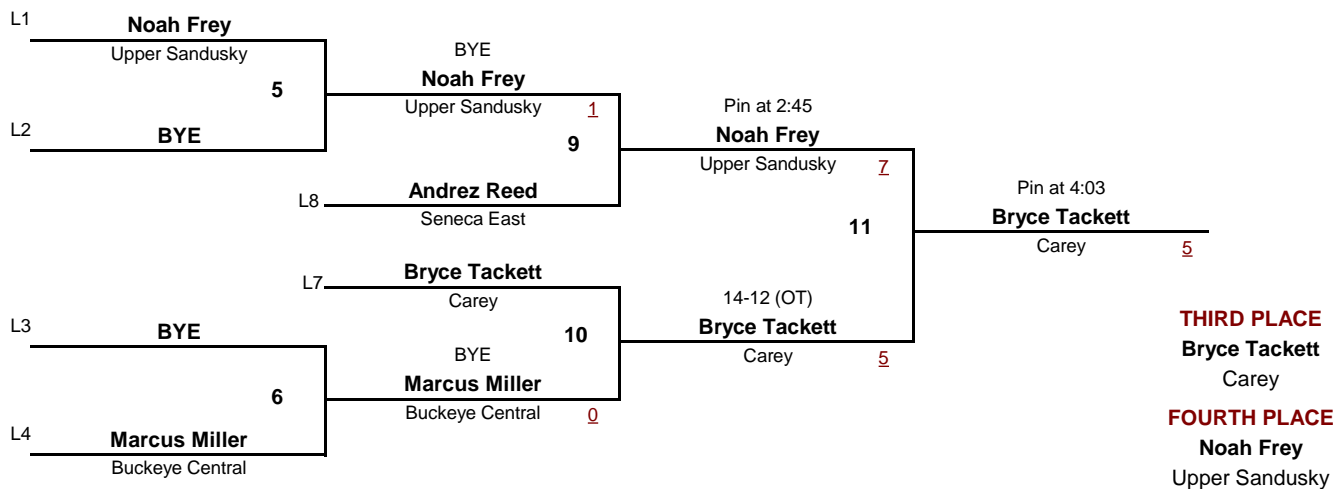 L1
Noah Frey
Upper Sandusky
5
L2
BYE
BYE
Noah Frey
Upper Sandusky 1
9
L8
Andrez Reed
Seneca East
Pin at 2:45
Noah Frey
Upper Sandusky 7
11
Pin at 4:03
Bryce Tackett
Carey 5
L7
Bryce Tackett
Carey
10
14-12 (OT)
Bryce Tackett
Carey 5
L3
BYE
6
BYE
Marcus Miller
Buckeye Central 0
L4
Marcus Miller
Buckeye Central
THIRD PLACE
Bryce Tackett
Carey
FOURTH PLACE
Noah Frey
Upper Sandusky